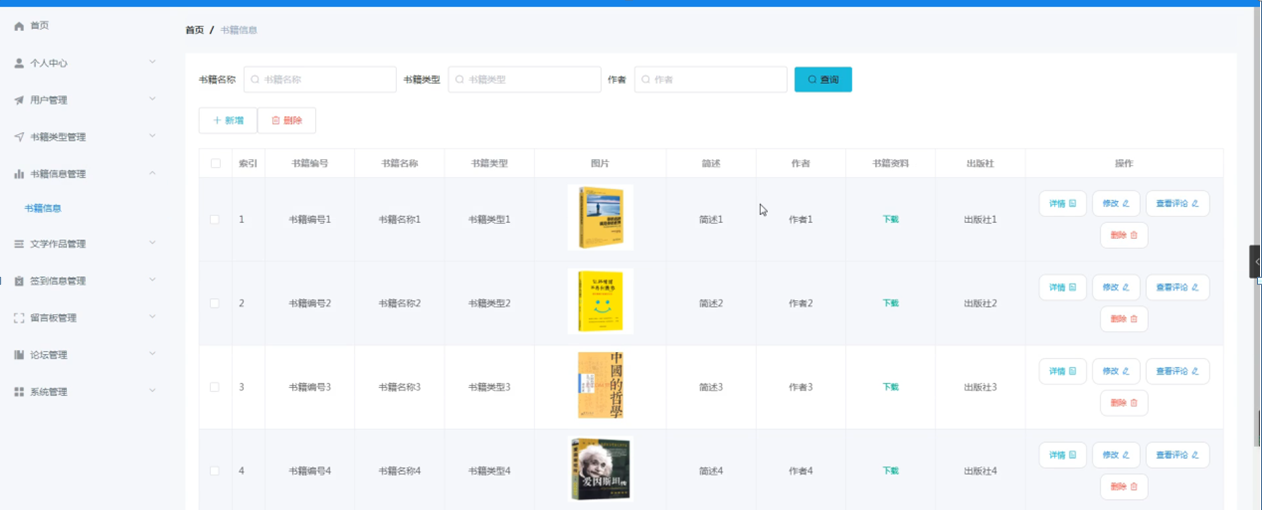 首页
个人中心
用户管理
书籍类型管理
书籍信息管理
书籍信息
文学作品管理
签到信息管理
留言板管理
论坛管理
系统管理
首页 / 书籍信息
书籍名称 书籍名称 书籍类型 书籍类型 作者 作者 查询
+ 新增 删除
索引 书籍编号 书籍名称 书籍类型 图片 简述 作者 书籍资料 出版社 操作
1 书籍编号1 书籍名称1 书籍类型1 简述1 作者1 下载 出版社1 详情 修改 查看评论
删除
2 书籍编号2 书籍名称2 书籍类型2 简述2 作者2 下载 出版社2 详情 修改 查看评论
删除
3 书籍编号3 书籍名称3 书籍类型3 中國的哲學 简述3 作者3 下载 出版社3 详情 修改 查看评论
删除
4 书籍编号4 书籍名称4 书籍类型4 爱因斯坦传 简述4 作者4 下载 出版社4 详情 修改 查看评论
删除